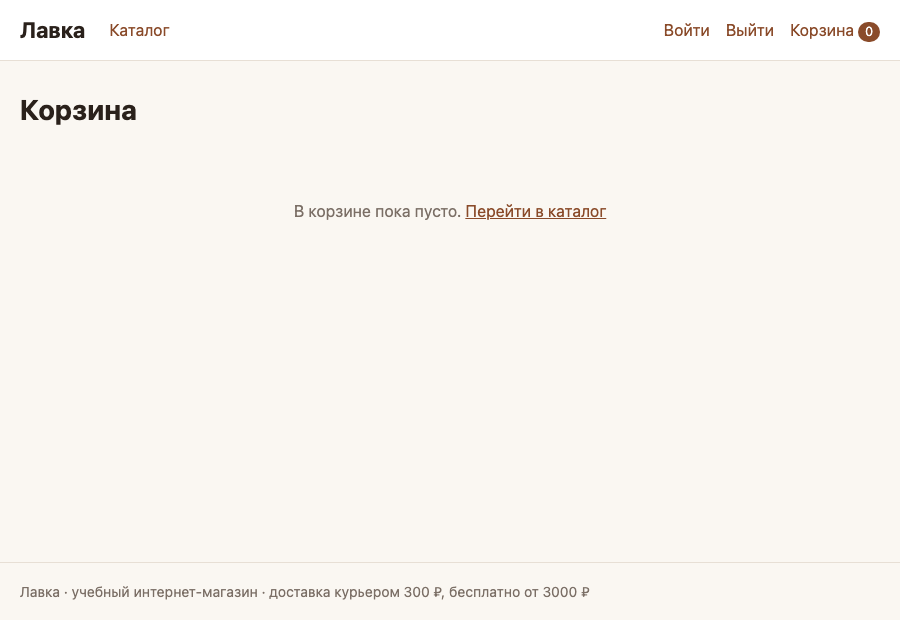 Лавка Каталог Войти Выйти Корзина 0
Корзина
В корзине пока пусто. Перейти в каталог
Лавка · учебный интернет-магазин · доставка курьером 300 ₽, бесплатно от 3000 ₽